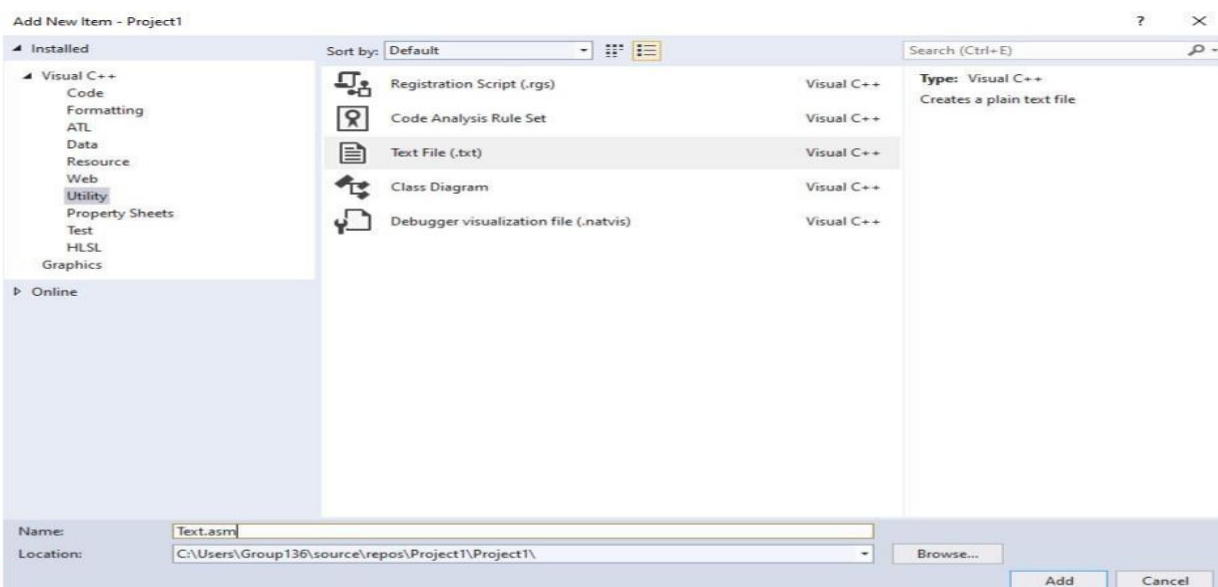 Add New Item - Project1
? ×
Installed
Sort by: Default
Search (Ctrl+E)
Visual C++
Code
Formatting
ATL
Data
Resource
Web
Utility
Property Sheets
Test
HLSL
Graphics
Online
Registration Script (.rgs) Visual C++
Code Analysis Rule Set Visual C++
Text File (.txt) Visual C++
Class Diagram Visual C++
Debugger visualization file (.natvis) Visual C++
Type: Visual C++
Creates a plain text file
Name: Text.asm
Location: C:\Users\Group136\source\repos\Project1\Project1\
Browse...
Add Cancel